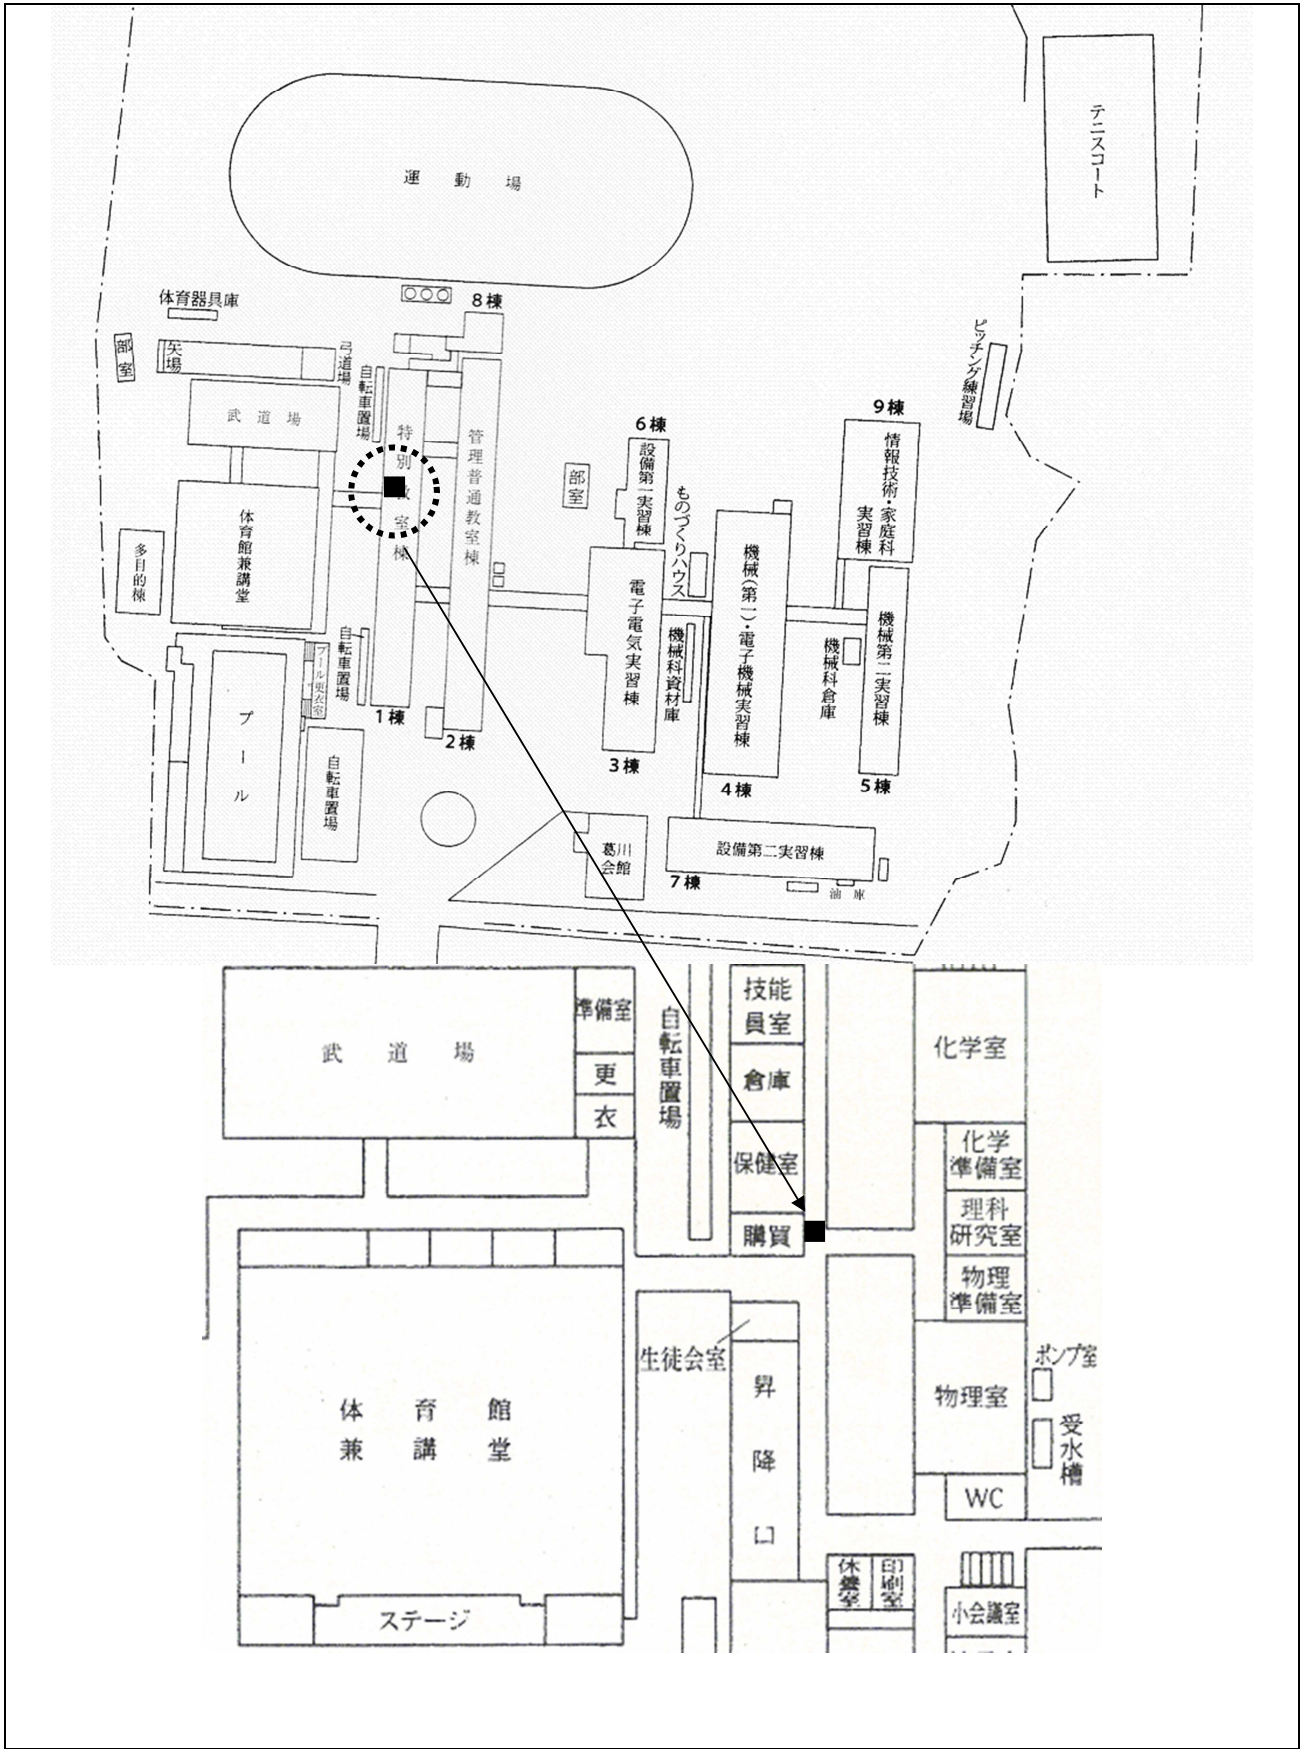 運動場
テニスコート
体育器具庫
8棟
部室
矢場
弓道場
自転車置場
武道場
特別教室棟
管理普通教室棟
ピッチング練習場
9棟
情報技術・家庭科
実習棟
6棟
設備第一実習棟
部室
ものづくりハウス
体育館兼講堂
多目的棟
機械(第一)・電子機械実習棟
電子電気実習棟
機械科資材庫
機械科倉庫
機械第二実習棟
自転車置場
プール更衣室
プール
自転車置場
1棟
2棟
3棟
4棟
5棟
葛川
会館
設備第二実習棟
7棟
油庫
武道場
準備室
更
衣
自転車置場
技能
員室
倉庫
保健室
購買
化学室
化学
準備室
理科
研究室
物理
準備室
物理室
ポンプ室
受水槽
WC
生徒会室
昇降口
体育館
兼講堂
ステージ
休養室
印刷室
小会議室